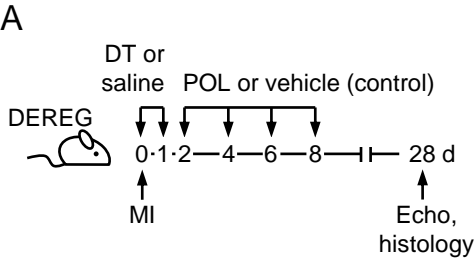 A
DT or
saline
POL or vehicle (control)
DEREG
0 1 2 4 6 8 28 d
MI
Echo,
histology